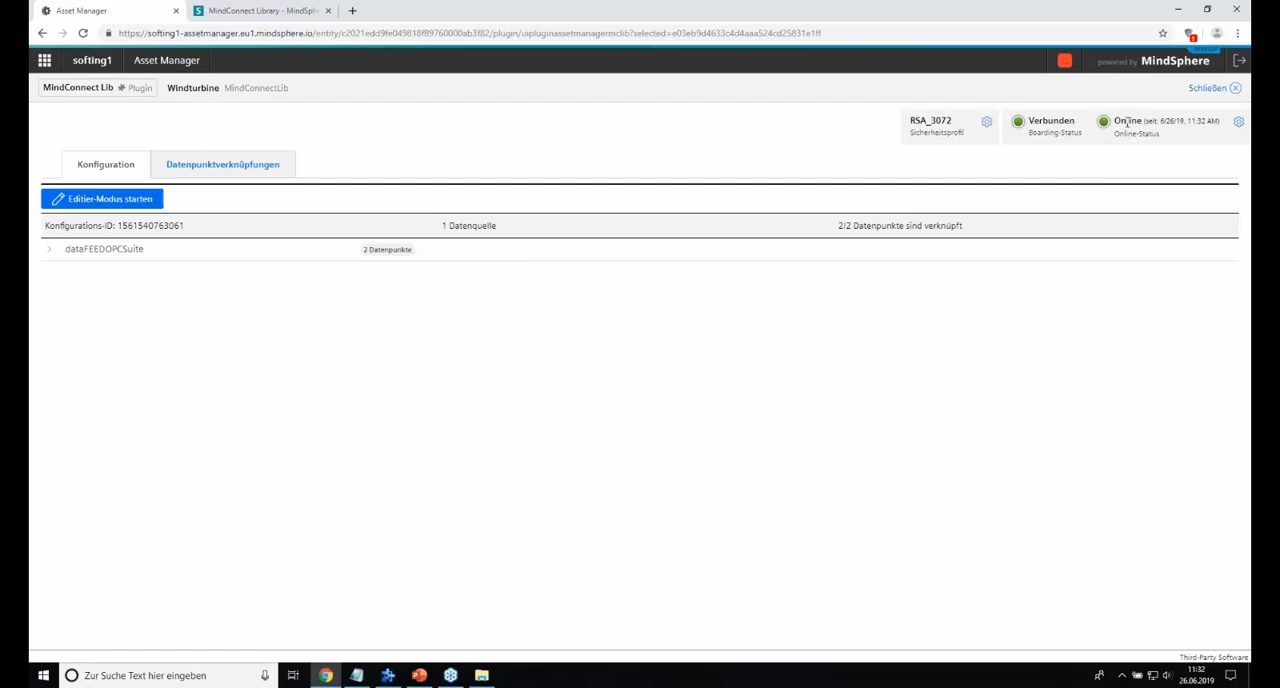 Asset Manager
MindConnect Library - MindSph
https://softing1-assetmanager.eu1.mindsphere.io/entity/c2021edd9fe049818f89760000ab3f82/plugin/uipluginassetmanagermclib?selected=e03eb9d4633c4d4aaa524cd25831e1ff
softing1 Asset Manager
powered by MindSphere
MindConnect Lib Plugin Windturbine MindConnectLib
Schließen
RSA_3072
Sicherheitsprofil
Verbunden
Boarding-Status
Online (seit: 6/26/19, 11:32 AM)
Online-Status
Konfiguration Datenpunktverknüpfungen
Editier-Modus starten
Konfigurations-ID: 1561540763061 1 Datenquelle 2/2 Datenpunkte sind verknüpft
dataFEEDOPCSuite 2 Datenpunkte
Third-Party Software
Zur Suche Text hier eingeben
11:32
26.06.2019